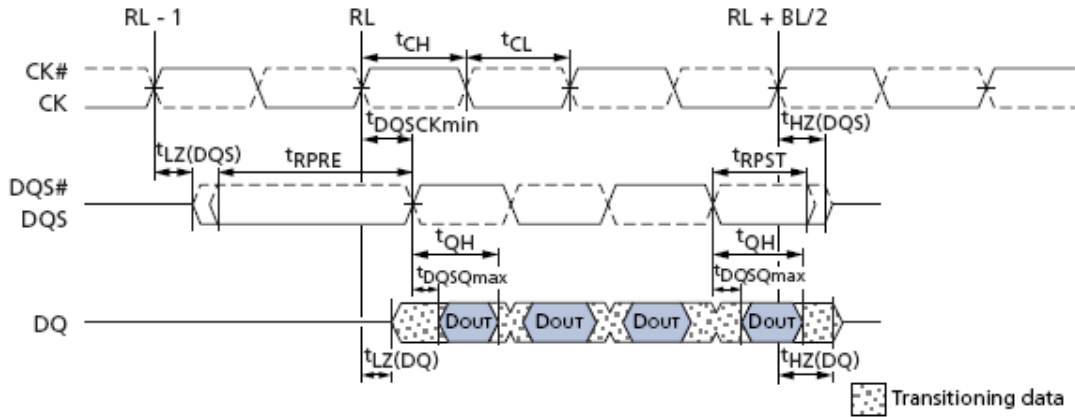 RL - 1
RL
RL + BL/2
tCH
tCL
CK#
CK
tDQSCKmin
tHZ(DQS)
tLZ(DQS)
tRPRE
tRPST
DQS#
DQS
tQH
tQH
tDQSQmax
tDQSQmax
DQ
DOUT
DOUT
DOUT
DOUT
tLZ(DQ)
tHZ(DQ)
Transitioning data